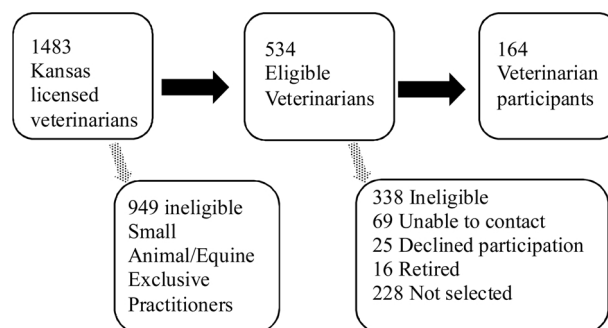 1483
Kansas
licensed
veterinarians
534
Eligible
Veterinarians
164
Veterinarian
participants
949 ineligible
Small
Animal/Equine
Exclusive
Practitioners
338 Ineligible
69 Unable to contact
25 Declined participation
16 Retired
228 Not selected